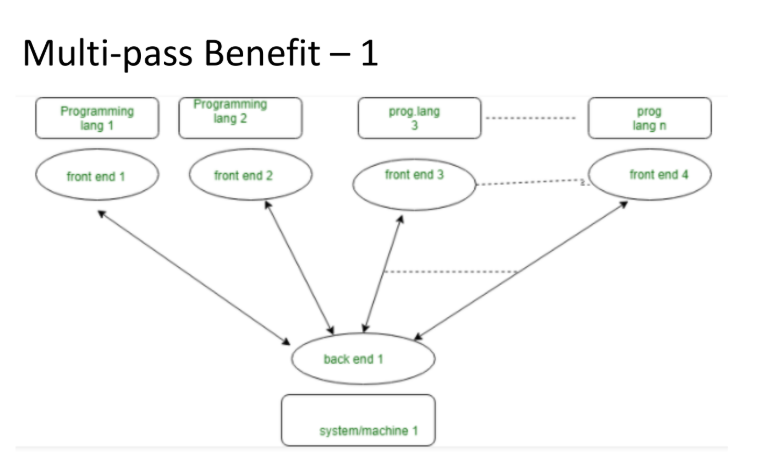 Multi-pass Benefit – 1
Programming
lang 1
Programming
lang 2
prog.lang
3
prog
lang n
front end 1
front end 2
front end 3
front end 4
back end 1
system/machine 1